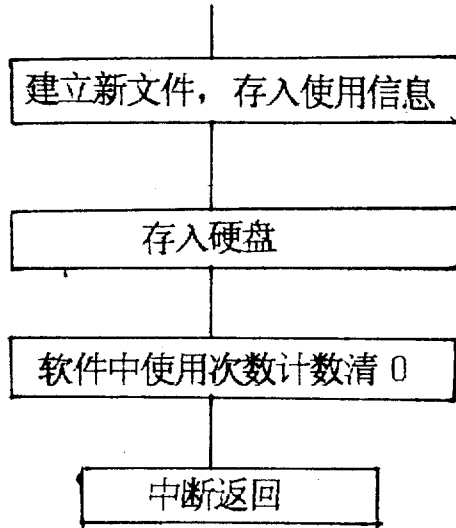 建立新文件，存入使用信息
存入硬盘
软件中使用次数计数清 0
中断返回